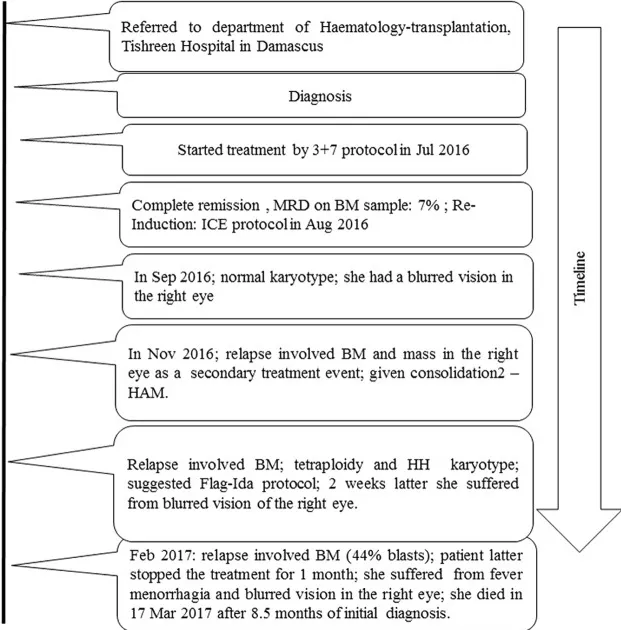 Referred to department of Haematology-transplantation,
Tishreen Hospital in Damascus
Diagnosis
Started treatment by 3+7 protocol in Jul 2016
Complete remission , MRD on BM sample: 7% ; Re-
Induction: ICE protocol in Aug 2016
In Sep 2016; normal karyotype; she had a blurred vision in
the right eye
In Nov 2016; relapse involved BM and mass in the right
eye as a secondary treatment event; given consolidation2 –
HAM.
Relapse involved BM; tetraploidy and HH karyotype;
suggested Flag-Ida protocol; 2 weeks latter she suffered
from blurred vision of the right eye.
Feb 2017: relapse involved BM (44% blasts); patient latter
stopped the treatment for 1 month; she suffered from fever
menorrhagia and blurred vision in the right eye; she died in
17 Mar 2017 after 8.5 months of initial diagnosis.
Timeline